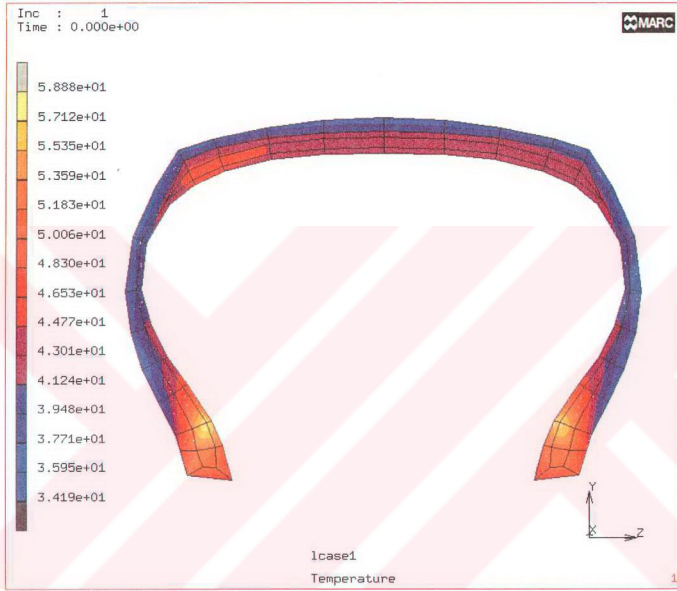 Inc : 1
Time : 0.000e+00
MARC
5.888e+01
5.712e+01
5.535e+01
5.359e+01
5.183e+01
5.006e+01
4.830e+01
4.653e+01
4.477e+01
4.301e+01
4.124e+01
3.948e+01
3.771e+01
3.595e+01
3.419e+01
Y
X
Z
lcase1
Temperature
1